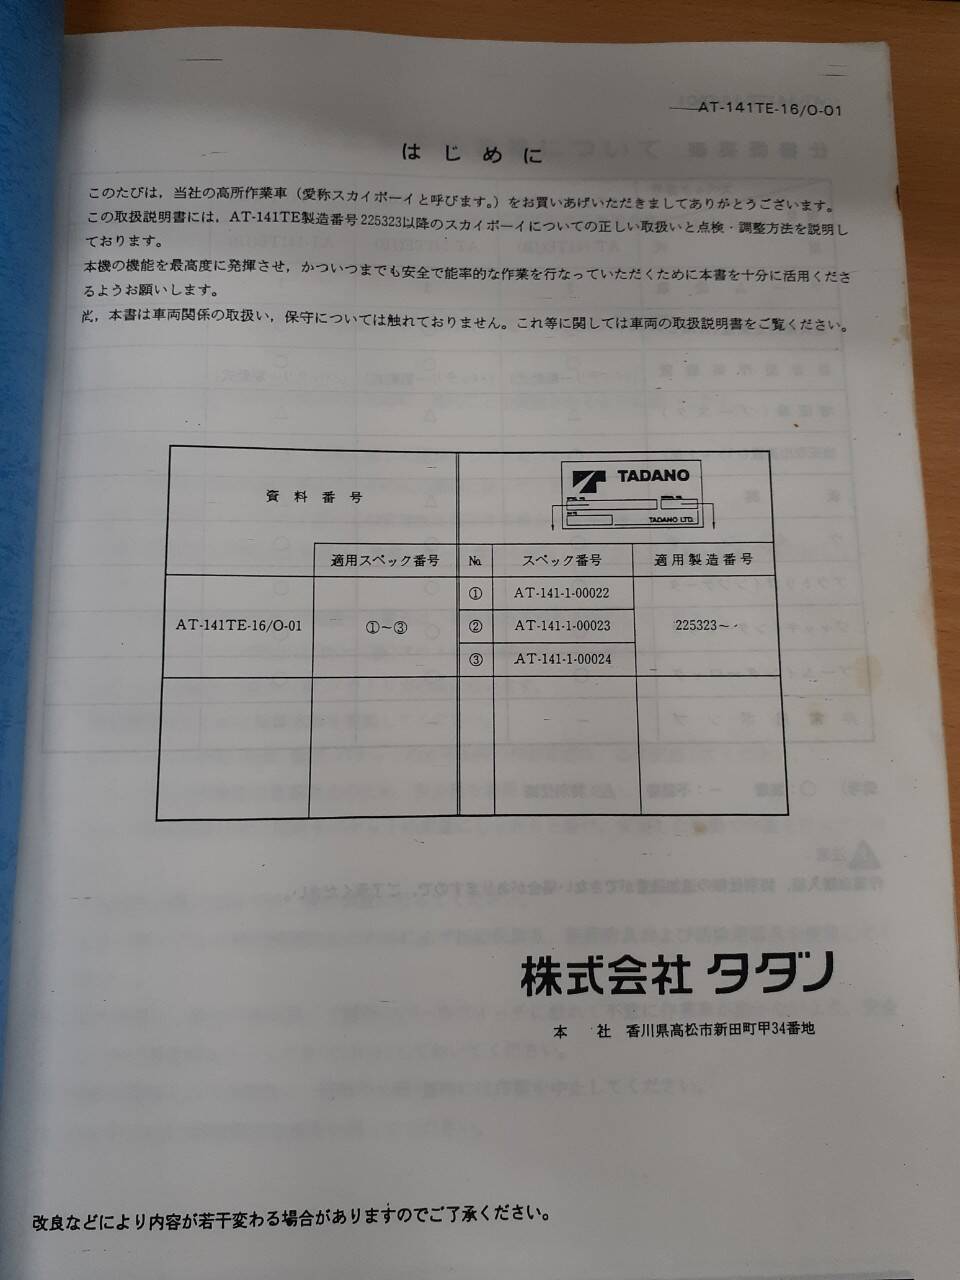 AT-141TE-16/O-01
はじめに
このたびは，当社の高所作業車（愛称スカイボーイと呼びます。）をお買いあげいただきましてありがとうございます。
この取扱説明書には，AT-141TE製造番号225323以降のスカイボーイについての正しい取扱いと点検・調整方法を説明し
ております。
本機の機能を最高度に発揮させ，かついつまでも安全で能率的な作業を行なっていただくために本書を十分に活用くださ
るようお願いします。
尚，本書は車両関係の取扱い，保守については触れておりません。これ等に関しては車両の取扱説明書をご覧ください。
資料番号
TADANO
TADANO LTD.
適用スペック番号 № スペック番号 適用製造番号
① AT-141-1-00022
AT-141TE-16/O-01 ①～③ ② AT-141-1-00023 225323～
③ AT-141-1-00024
株式会社タダノ
本 社 香川県高松市新田町甲34番地
改良などにより内容が若干変わる場合がありますのでご了承ください。